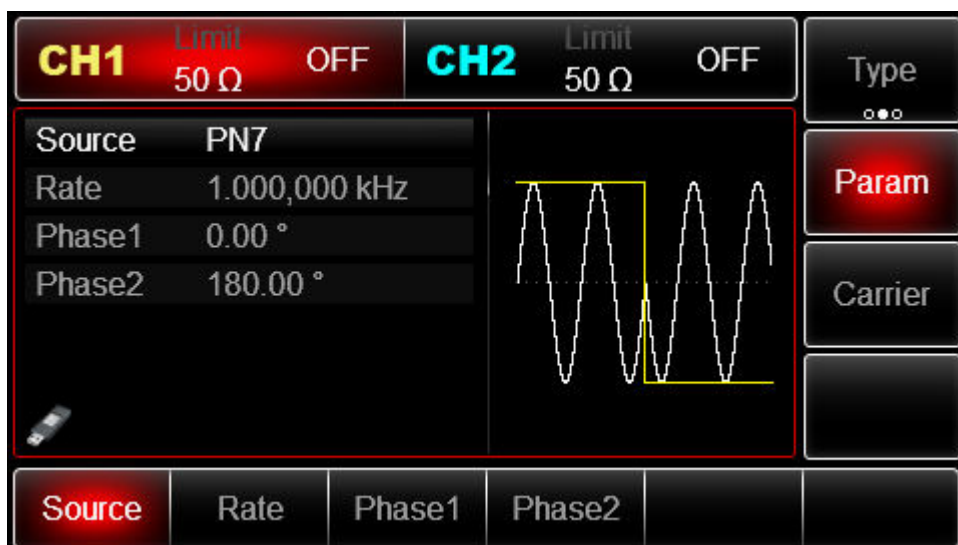 CH1 Limit 50 Ω OFF CH2 Limit 50 Ω OFF
Type
Source PN7
Rate 1.000,000 kHz
Phase1 0.00 °
Phase2 180.00 °
Param
Carrier
Source Rate Phase1 Phase2